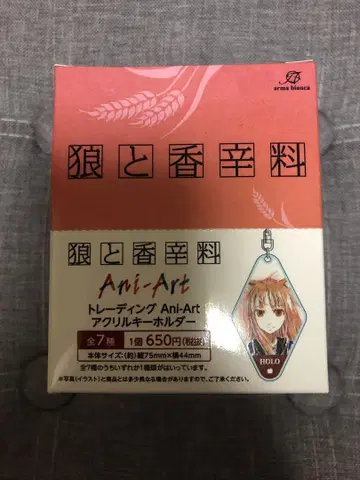 arma bianca
狼と香辛料
狼と香辛料
Ani-Art
トレーディング Ani-Art
アクリルキーホルダー
全7種 1個 650円(税抜)
本体サイズ:(約)縦75mm×横44mm
全7種のうちいずれか1種類がはいっています。
※写真(イラスト)と商品とは多少異なる場合がありますので、ご了承ください。
HOLO